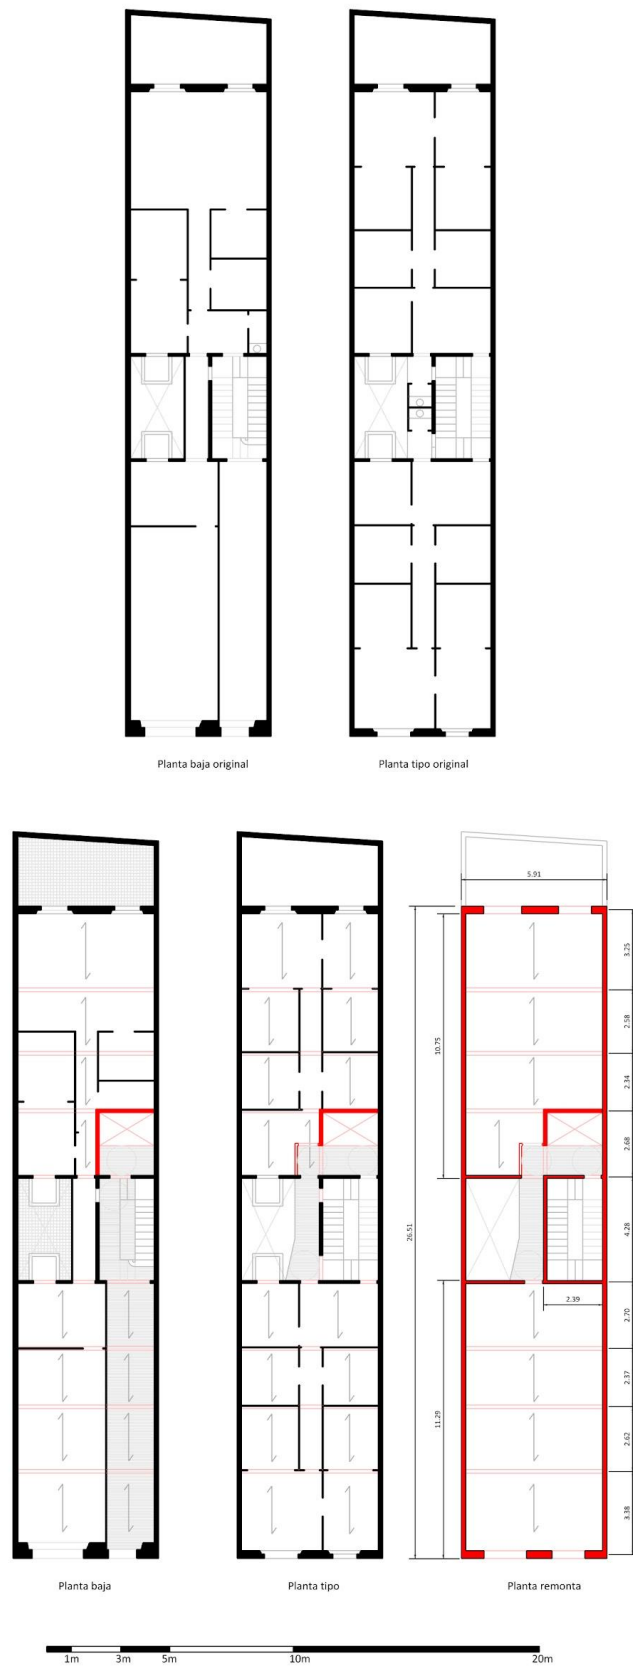 Planta baja original
Planta tipo original
5.91
3.25
2.58
2.34
2.68
4.28
2.70
2.37
2.62
3.38
10.75
26.51
11.29
2.39
Planta baja
Planta tipo
Planta remonta
1m 3m 5m 10m 20m